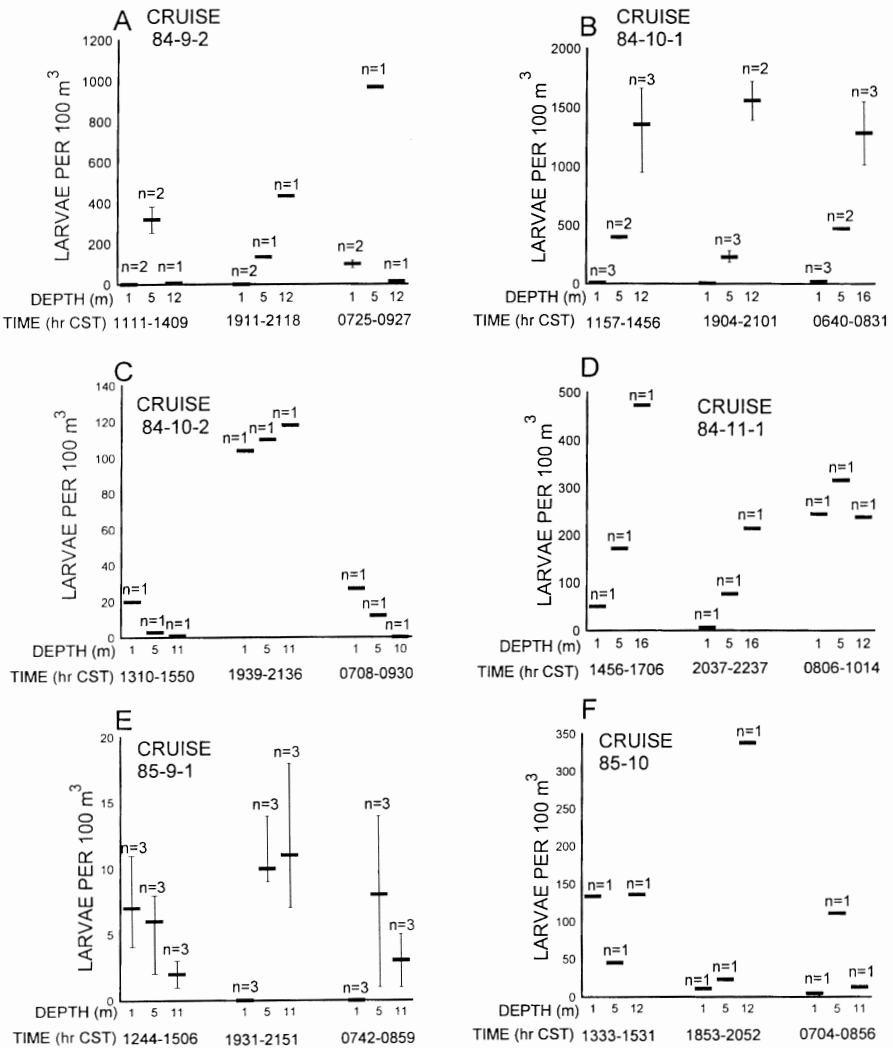 A CRUISE
84-9-2
LARVAE PER 100 m³
1200
1000
800
600
400
200
0
n=2 n=2 n=1
n=2 n=1 n=1
n=2 n=1 n=1
DEPTH (m) 1 5 12 1 5 12 1 5 12
TIME (hr CST) 1111-1409 1911-2118 0725-0927
B CRUISE
84-10-1
LARVAE PER 100 m³
2000
1500
1000
500
0
n=3 n=2 n=3
n=3 n=2
n=3 n=2 n=3
DEPTH (m) 1 5 12 1 5 12 1 5 16
TIME (hr CST) 1157-1456 1904-2101 0640-0831
C
CRUISE
84-10-2
LARVAE PER 100 m³
140
120
100
80
60
40
20
0
n=1 n=1 n=1
n=1 n=1 n=1
n=1 n=1 n=1
DEPTH (m) 1 5 11 1 5 11 1 5 10
TIME (hr CST) 1310-1550 1939-2136 0708-0930
D
CRUISE
84-11-1
LARVAE PER 100 m³
500
400
300
200
100
0
n=1 n=1 n=1
n=1 n=1 n=1
n=1 n=1 n=1
DEPTH (m) 1 5 16 1 5 16 1 5 12
TIME (hr CST) 1456-1706 2037-2237 0806-1014
E
CRUISE
85-9-1
LARVAE PER 100 m³
20
15
10
5
0
n=3 n=3 n=3
n=3 n=3 n=3
n=3 n=3 n=3
DEPTH (m) 1 5 11 1 5 11 1 5 11
TIME (hr CST) 1244-1506 1931-2151 0742-0859
F
CRUISE
85-10
LARVAE PER 100 m³
350
300
250
200
150
100
50
0
n=1 n=1 n=1
n=1 n=1 n=1
n=1 n=1 n=1
DEPTH (m) 1 5 12 1 5 12 1 5 11
TIME (hr CST) 1333-1531 1853-2052 0704-0856